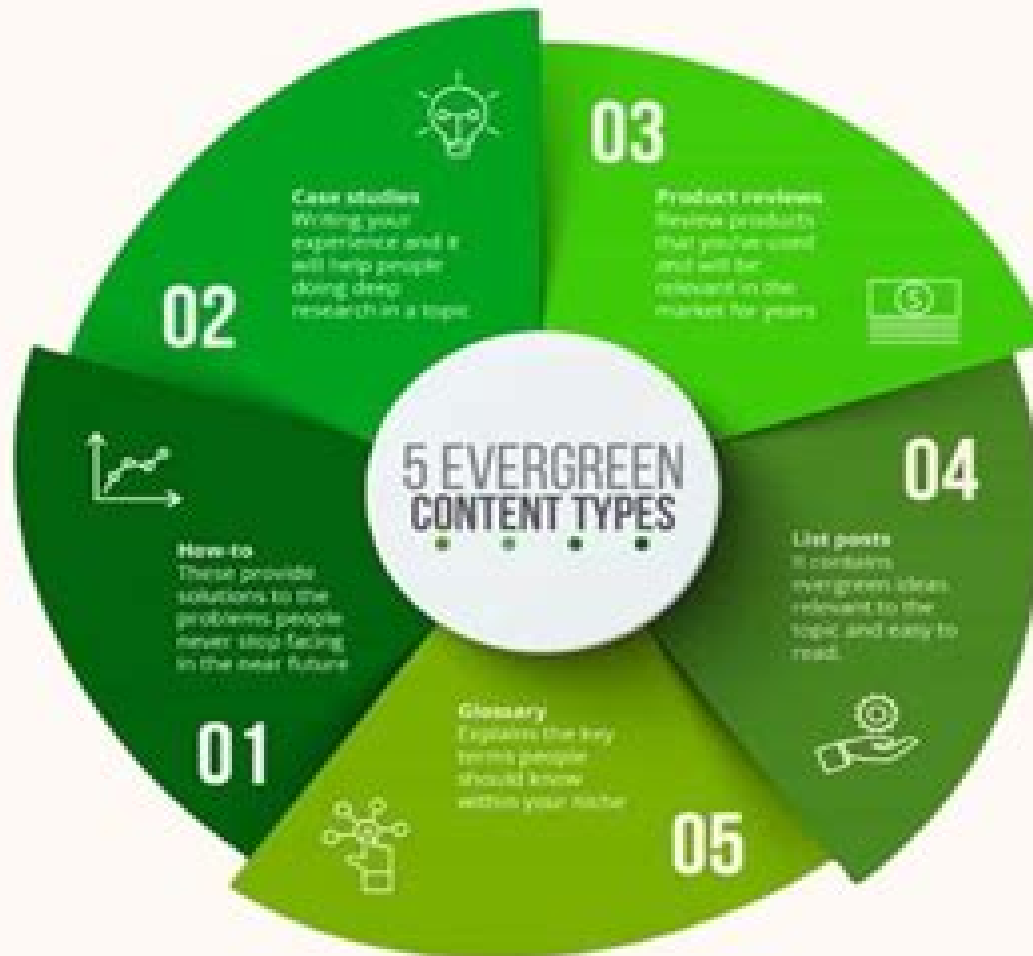 5 EVERGREEN
CONTENT TYPES
01
How-to
These provide
solutions to the
problems people
never stop facing
in the near future
02
Case studies
Writing your
experience and it
will help people
doing deep
research in a topic
03
Product reviews
Review products
that you've used
and will be
relevant in the
market for years
$
04
List posts
It contains
evergreen ideas
relevant to the
topic and easy to
read.
05
Glossary
Explains the key
terms people
should know
within your niche